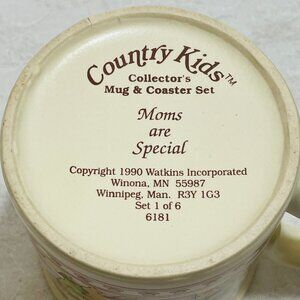 Country Kids™
Collector's
Mug & Coaster Set
Moms
are
Special
Copyright 1990 Watkins Incorporated
Winona, MN 55987
Winnipeg, Man. R3Y 1G3
Set 1 of 6
6181